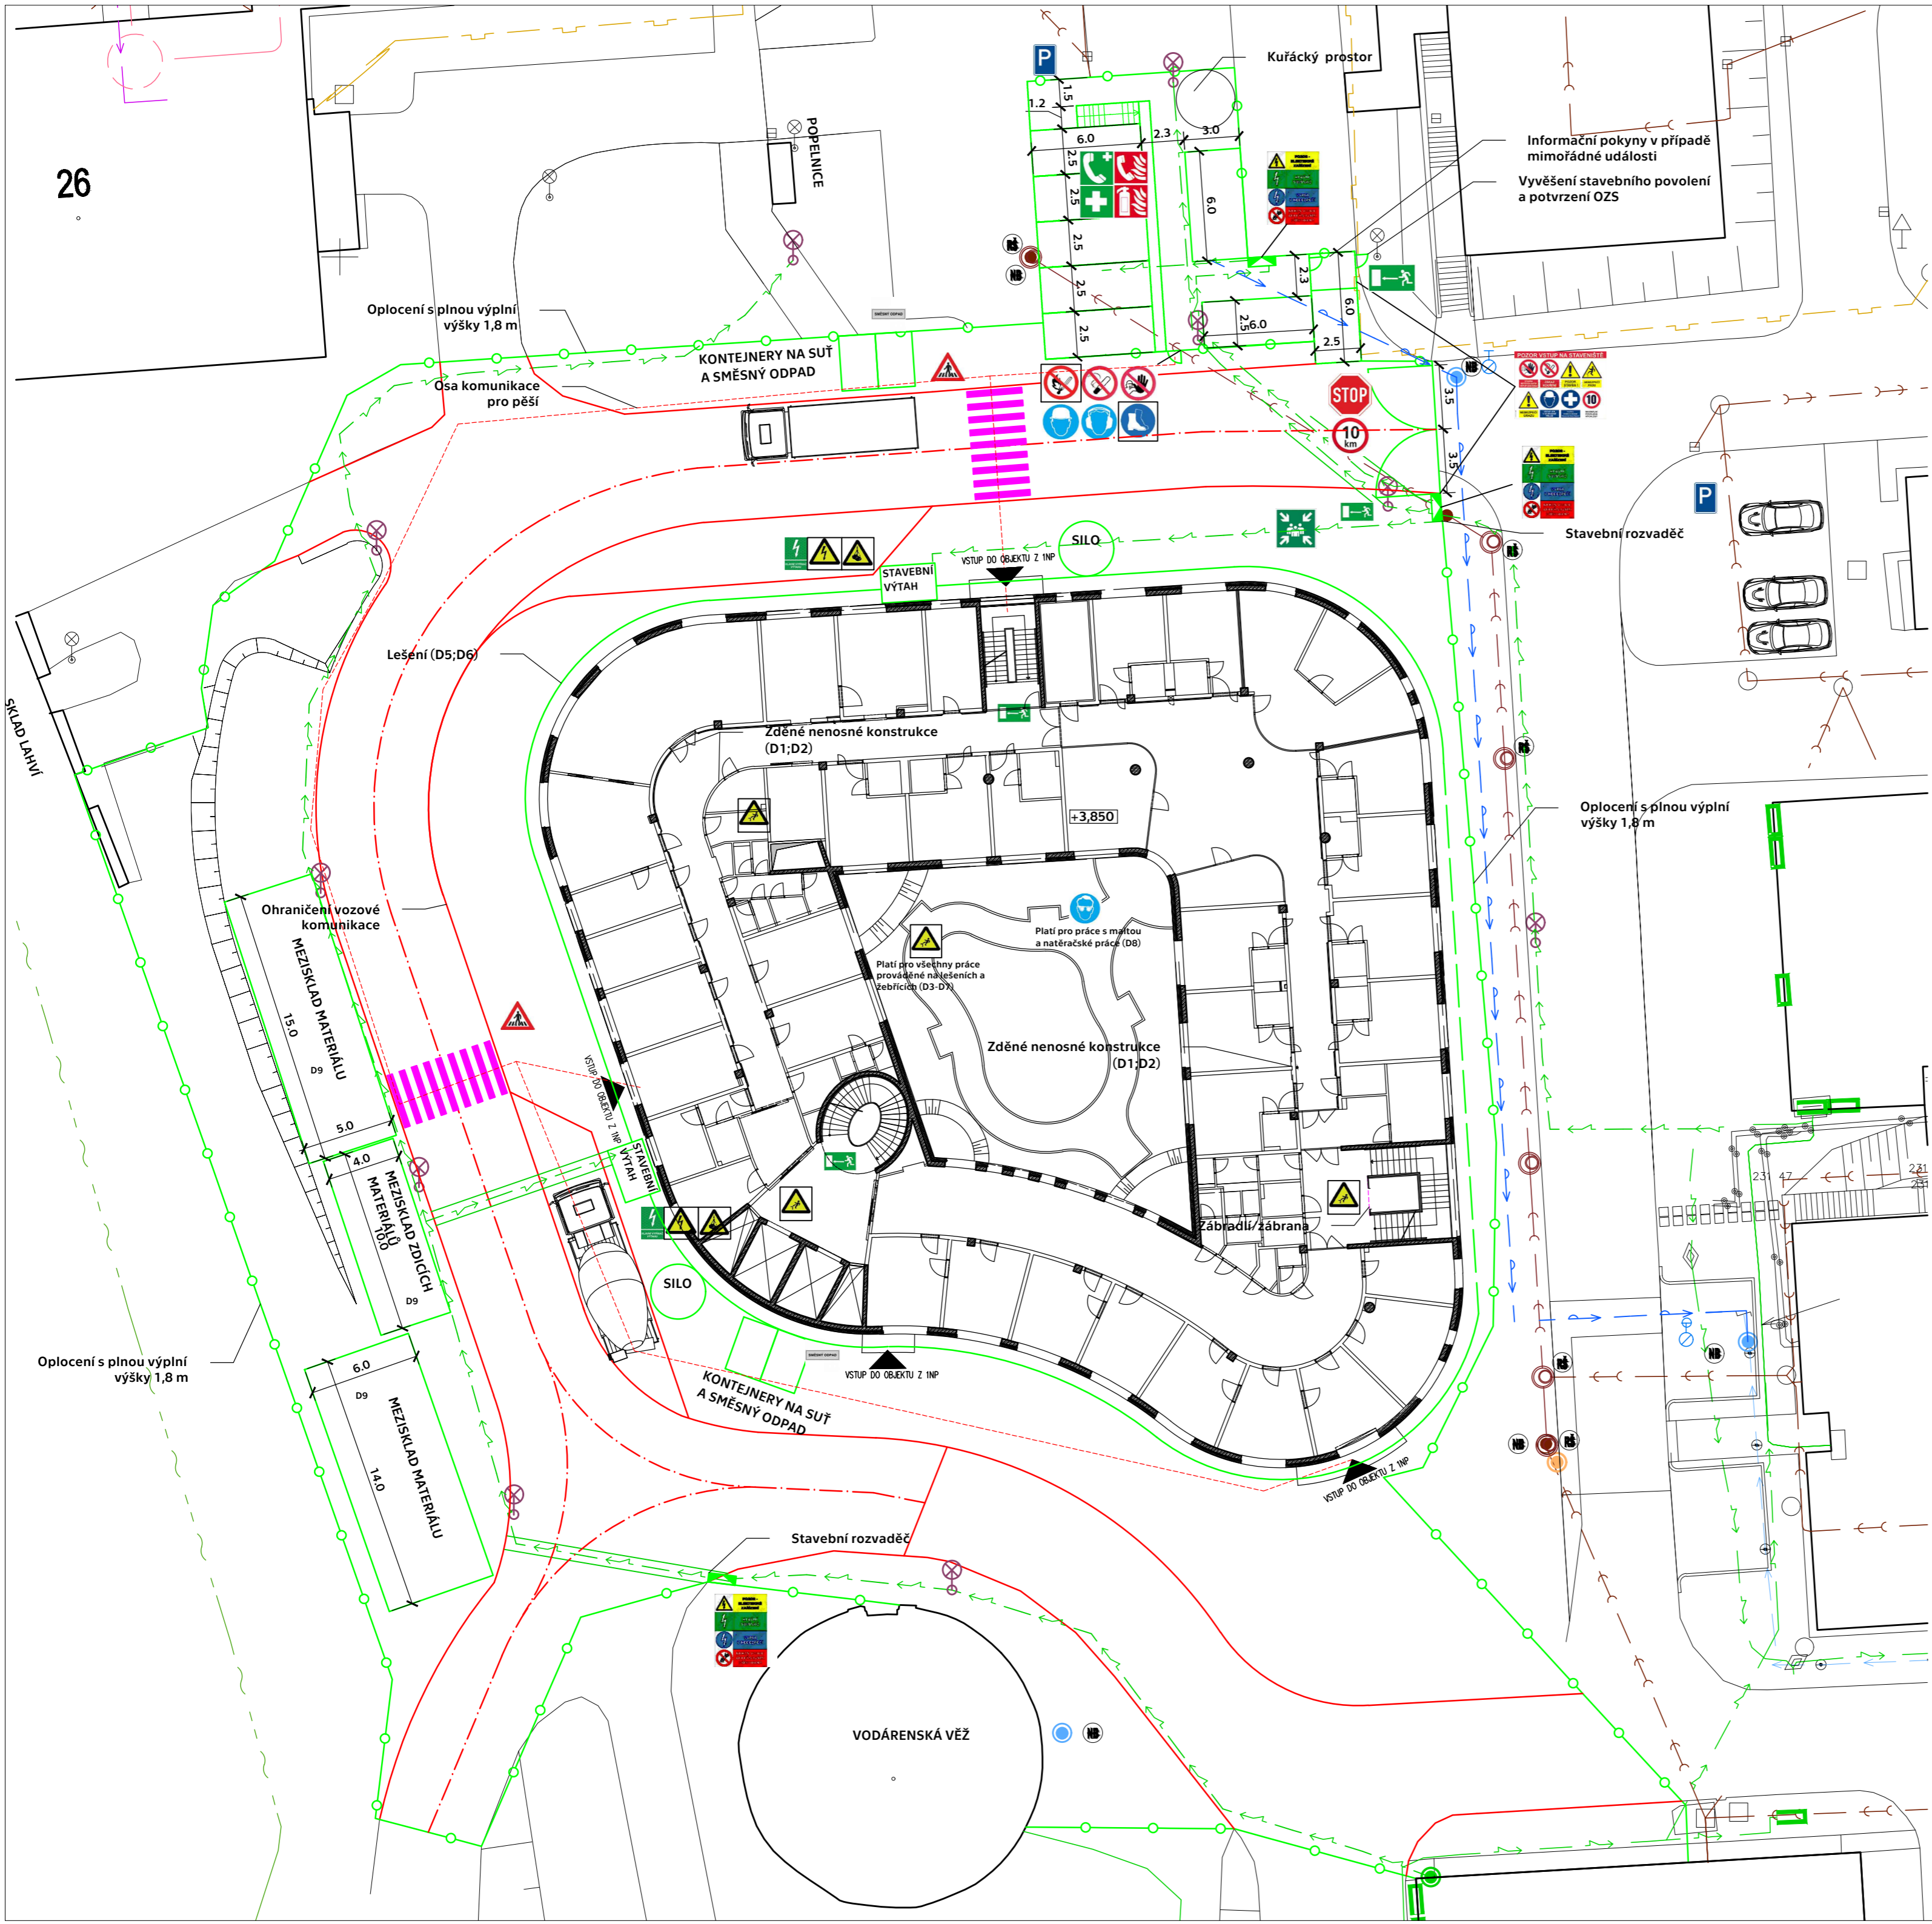 26
POPELNICE
P
Kuřácký prostor
1.5
1.2
6.0
2.3
3.0
2.5
2.5
2.5
2.5
2.5
6.0
Informační pokyny v případě
mimořádné události
Vyvěšení stavebního povolení
a potvrzení OZS
2.3
6.0
2.5
6.0
2.5
Oplocení s plnou výplní
výšky 1,8 m
KONTEJNERY NA SUŤ
A SMĚSNÝ ODPAD
SMĚSNÝ ODPAD
Osa komunikace
pro pěší
STOP
10
km
3.5
3.5
POZOR VSTUP NA STAVENIŠTĚ
10
P
Stavební rozvaděč
SILO
VSTUP DO OBJEKTU Z 1NP
STAVEBNÍ
VÝTAH
Lešení (D5;D6)
SKLAD LAHVÍ
Zděné nenosné konstrukce
(D1;D2)
+3,850
Oplocení s plnou výplní
výšky 1,8 m
Ohraničení vozové
komunikace
MEZISKLAD MATERIÁLU
15.0
D9
5.0
Platí pro práce s maltou
a natěračské práce (D8)
Platí pro všechny práce
prováděné na lešeních a
žebřících (D3-D7)
Zděné nenosné konstrukce
(D1;D2)
VSTUP DO OBJEKTU Z 1NP
STAVEBNÍ
VÝTAH
4.0
MEZISKLAD ZDICÍCH
MATERIÁLŮ
10.0
D9
Zábradlí/zábrana
231 47
231
SILO
Oplocení s plnou výplní
výšky 1,8 m
6.0
D9
MEZISKLAD MATERIÁLU
14.0
SMĚSNÝ ODPAD
VSTUP DO OBJEKTU Z 1NP
KONTEJNERY NA SUŤ
A SMĚSNÝ ODPAD
VSTUP DO OBJEKTU Z 1NP
Stavební rozvaděč
VODÁRENSKÁ VĚŽ